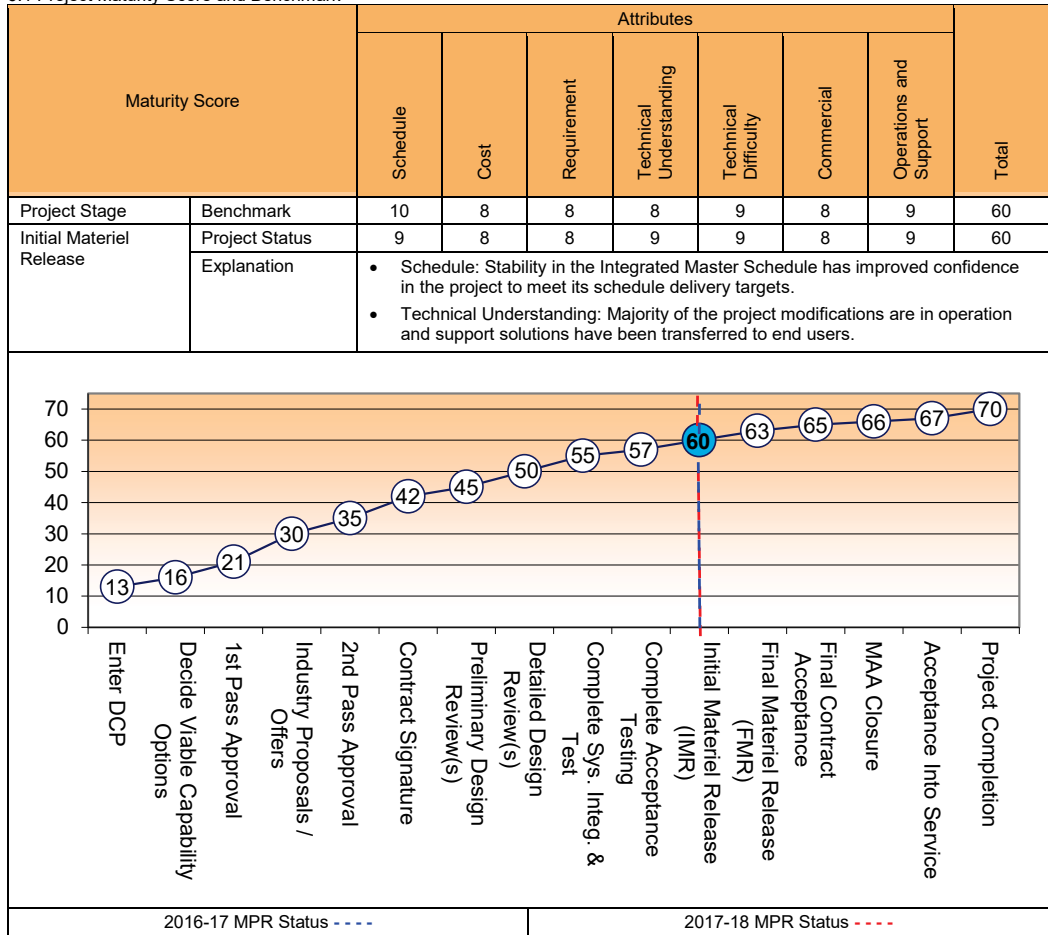 Attributes
Maturity Score
Schedule
Cost
Requirement
Technical
Understanding
Technical
Difficulty
Commercial
Operations and
Support
Total
Project Stage Benchmark 10 8 8 8 9 8 9 60
Initial Materiel
Release
Project Status 9 8 8 9 9 8 9 60
Explanation
• Schedule: Stability in the Integrated Master Schedule has improved confidence
in the project to meet its schedule delivery targets.
• Technical Understanding: Majority of the project modifications are in operation
and support solutions have been transferred to end users.
70
60
50
40
30
20
10
0
13 16 21 30 35 42 45 50 55 57 60 63 65 66 67 70
Enter DCP
Decide Viable Capability
Options
1st Pass Approval
Industry Proposals /
Offers
2nd Pass Approval
Contract Signature
Preliminary Design
Review(s)
Detailed Design
Review(s)
Complete Sys. Integ. &
Test
Complete Acceptance
Testing
Initial Materiel Release
(IMR)
Final Materiel Release
(FMR)
Final Contract
Acceptance
MAA Closure
Acceptance Into Service
Project Completion
2016-17 MPR Status - - - -
2017-18 MPR Status - - - -